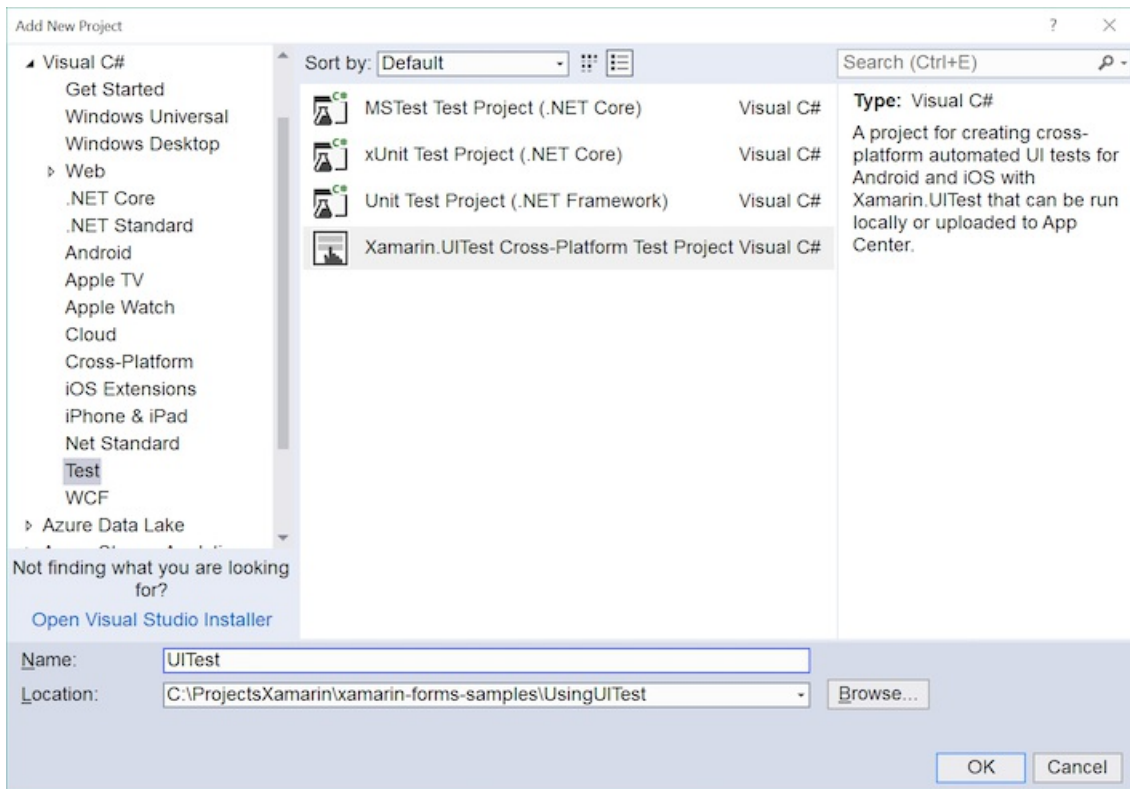 Add New Project
?
Visual C#
Get Started
Windows Universal
Windows Desktop
Web
.NET Core
.NET Standard
Android
Apple TV
Apple Watch
Cloud
Cross-Platform
iOS Extensions
iPhone & iPad
Net Standard
Test
WCF
Azure Data Lake
Not finding what you are looking
for?
Open Visual Studio Installer
Sort by: Default
MSTest Test Project (.NET Core) Visual C#
xUnit Test Project (.NET Core) Visual C#
Unit Test Project (.NET Framework) Visual C#
Xamarin.UITest Cross-Platform Test Project Visual C#
Search (Ctrl+E)
Type: Visual C#
A project for creating cross-
platform automated UI tests for
Android and iOS with
Xamarin.UITest that can be run
locally or uploaded to App
Center.
Name: UITest
Location: C:\ProjectsXamarin\xamarin-forms-samples\UsingUITest Browse...
OK Cancel